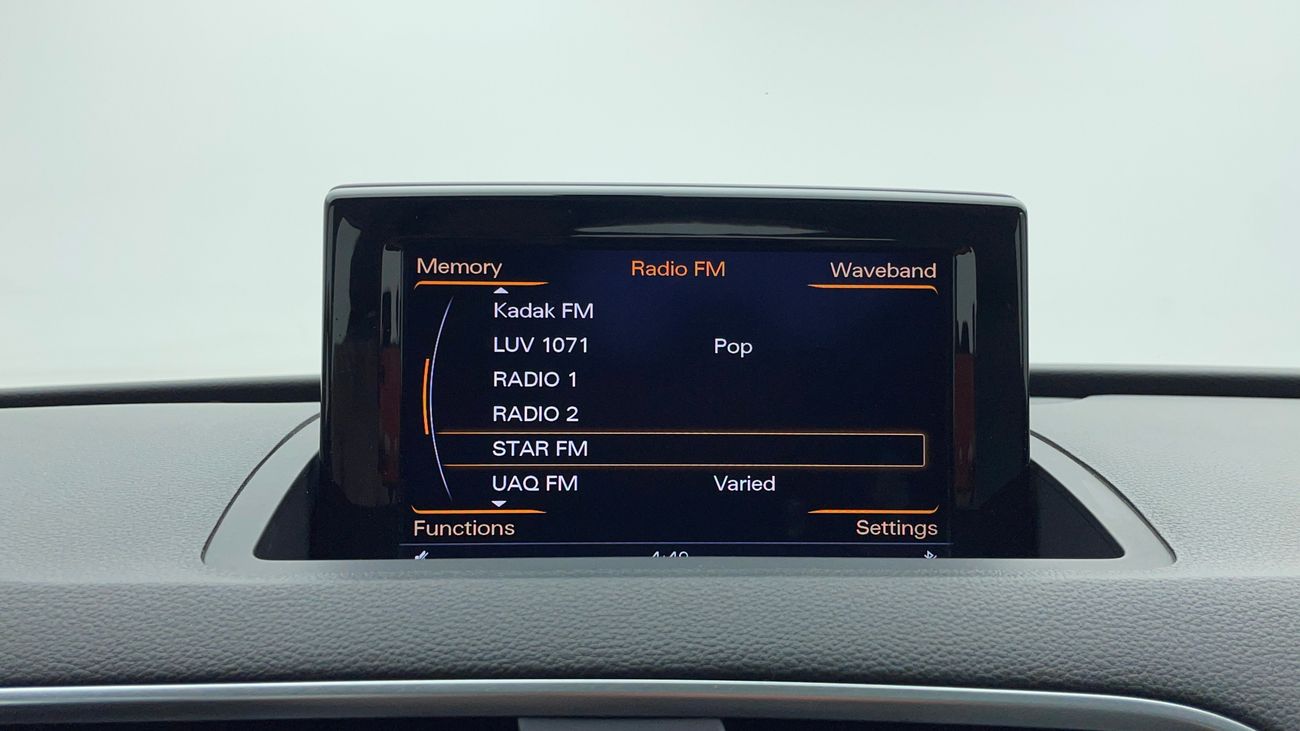 Memory Radio FM Waveband
Kadak FM
LUV 1071 Pop
RADIO 1
RADIO 2
STAR FM
UAQ FM Varied
Functions Settings